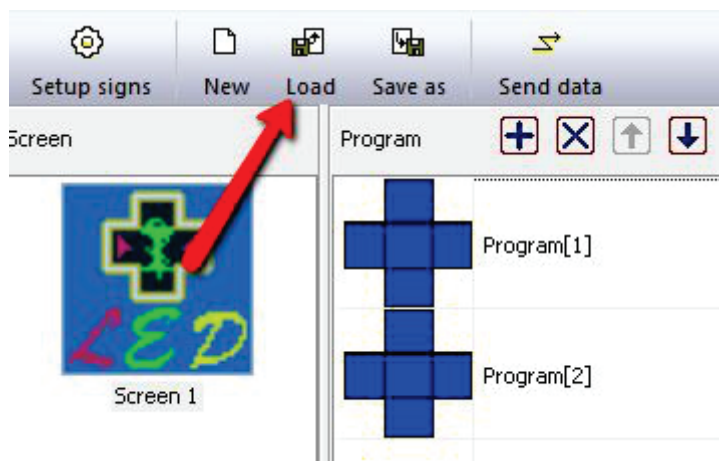 Setup signs New Load Save as Send data
Screen Program
Program[1]
LED
Program[2]
Screen 1